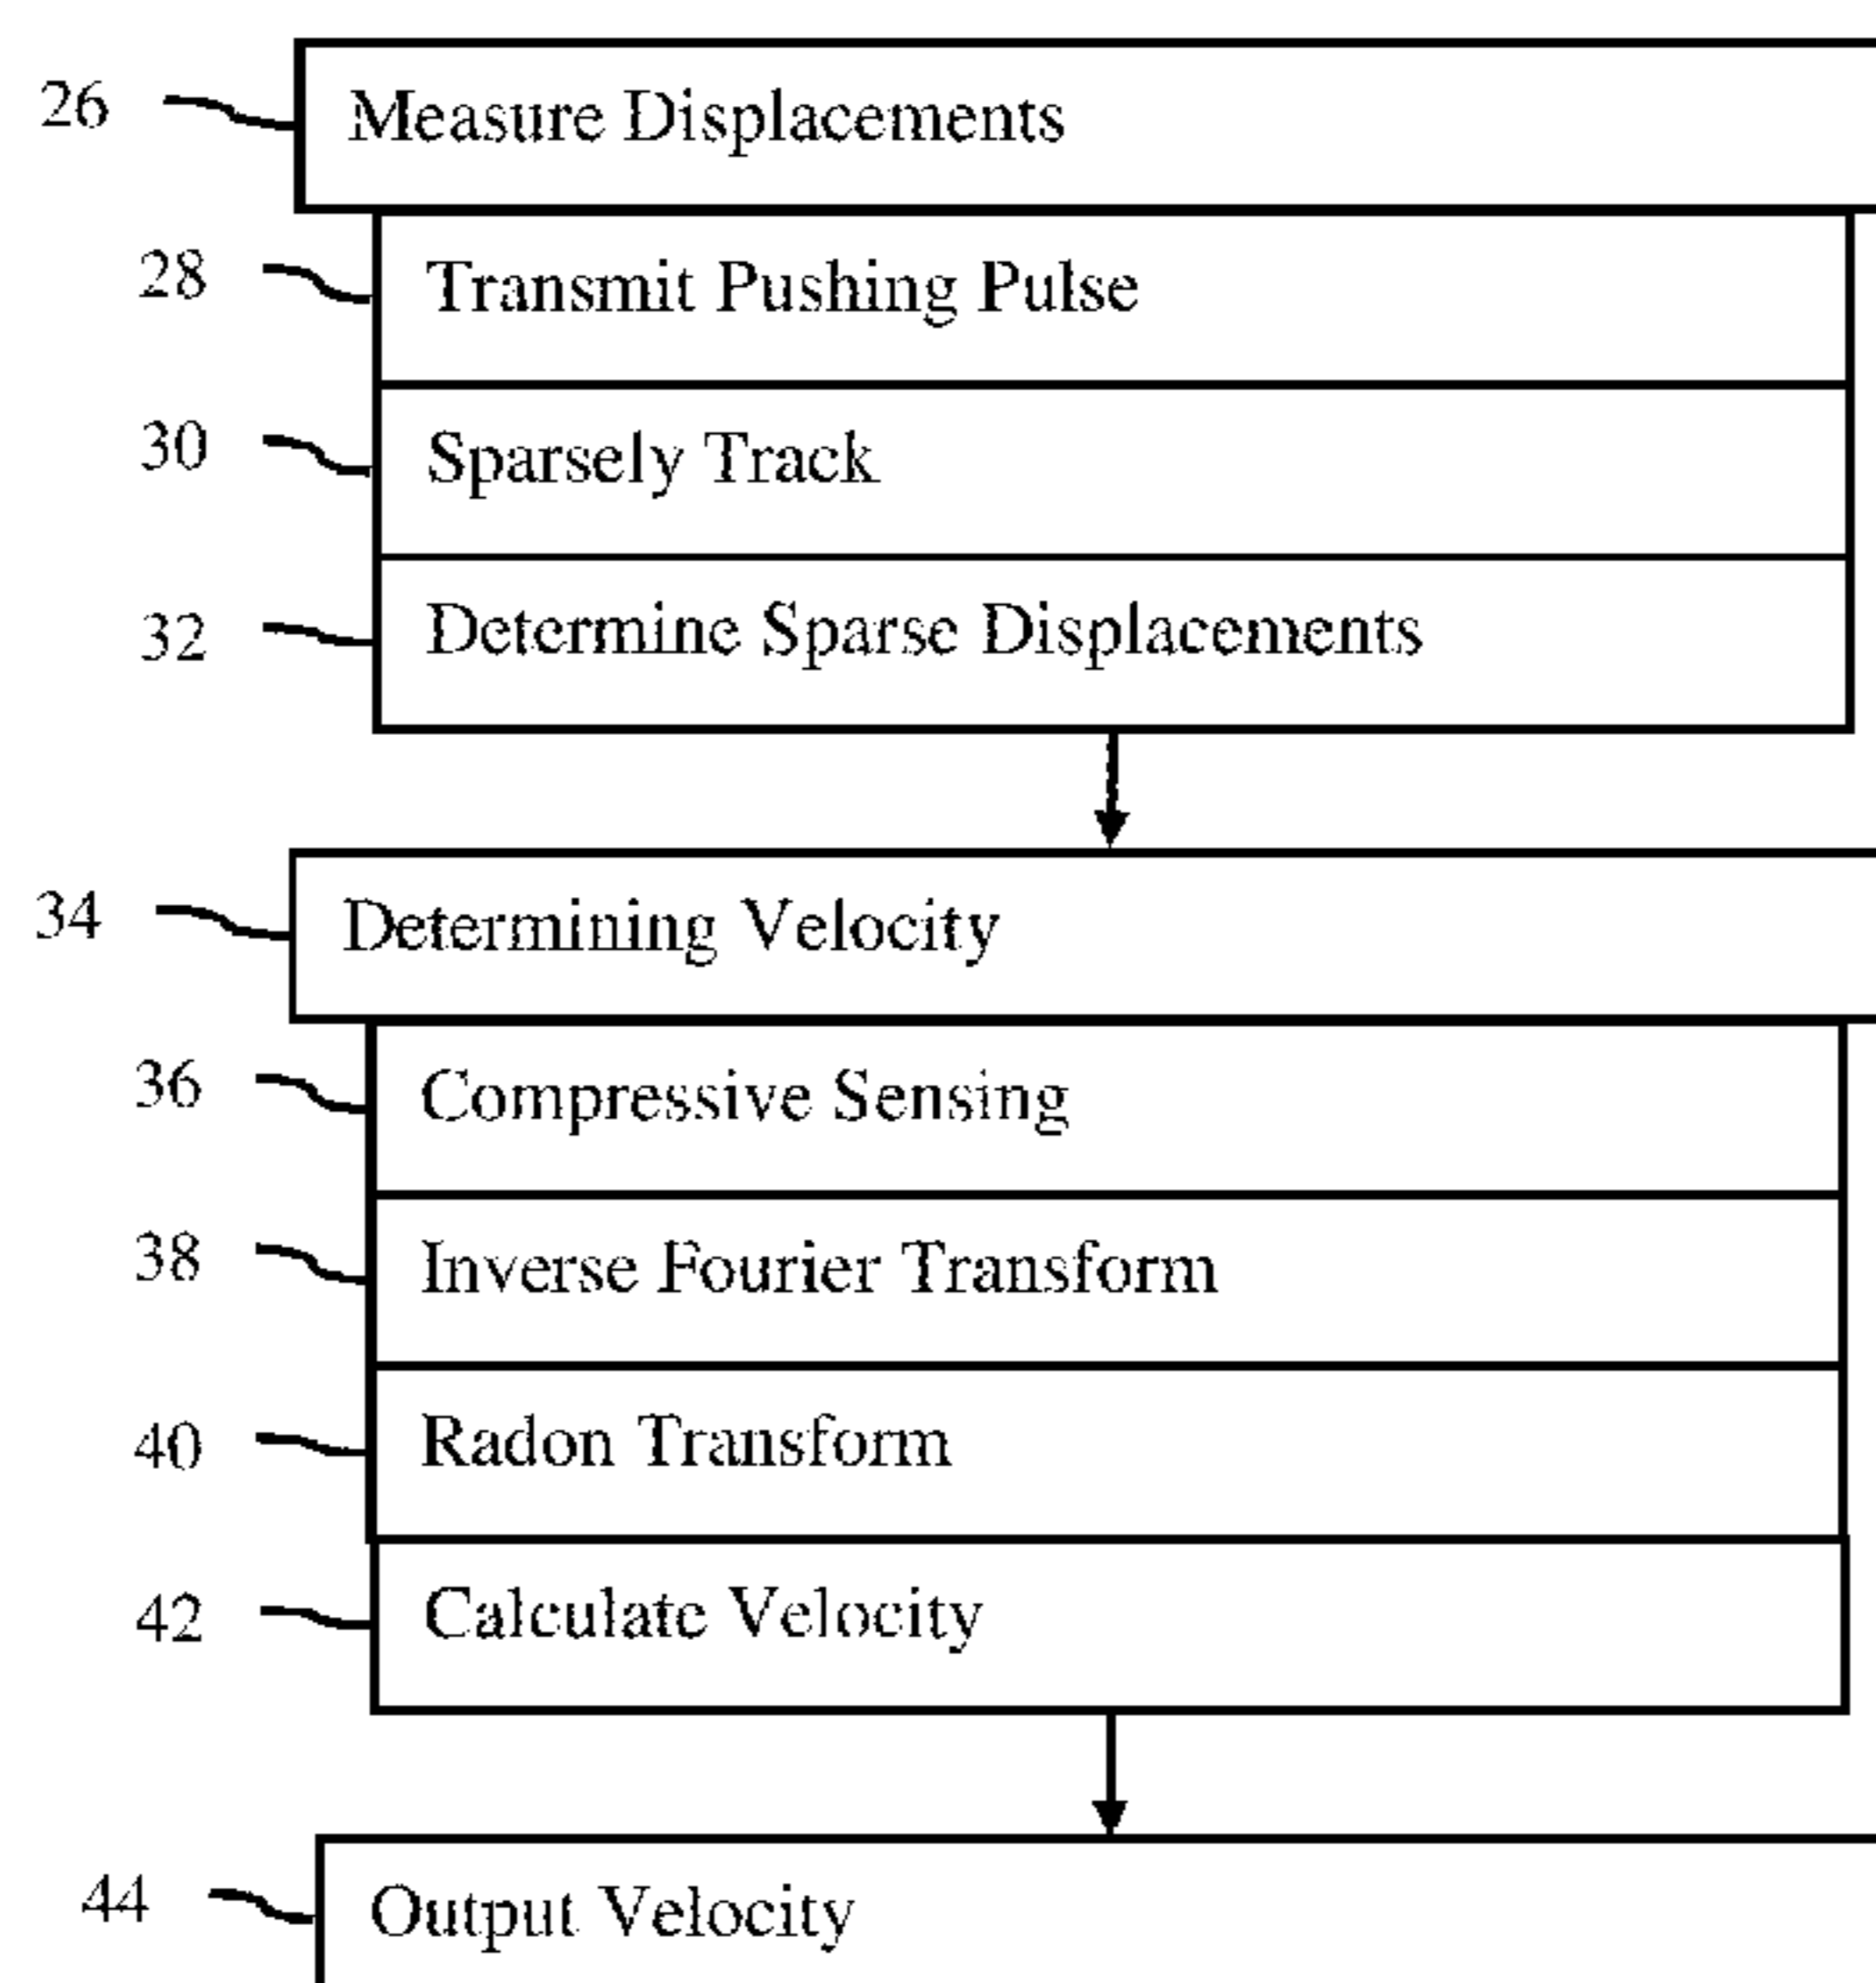 26 Measure Displacements
28 Transmit Pushing Pulse
30 Sparsely Track
32 Determine Sparse Displacements
34 Determining Velocity
36 Compressive Sensing
38 Inverse Fourier Transform
40 Radon Transform
42 Calculate Velocity
44 Output Velocity